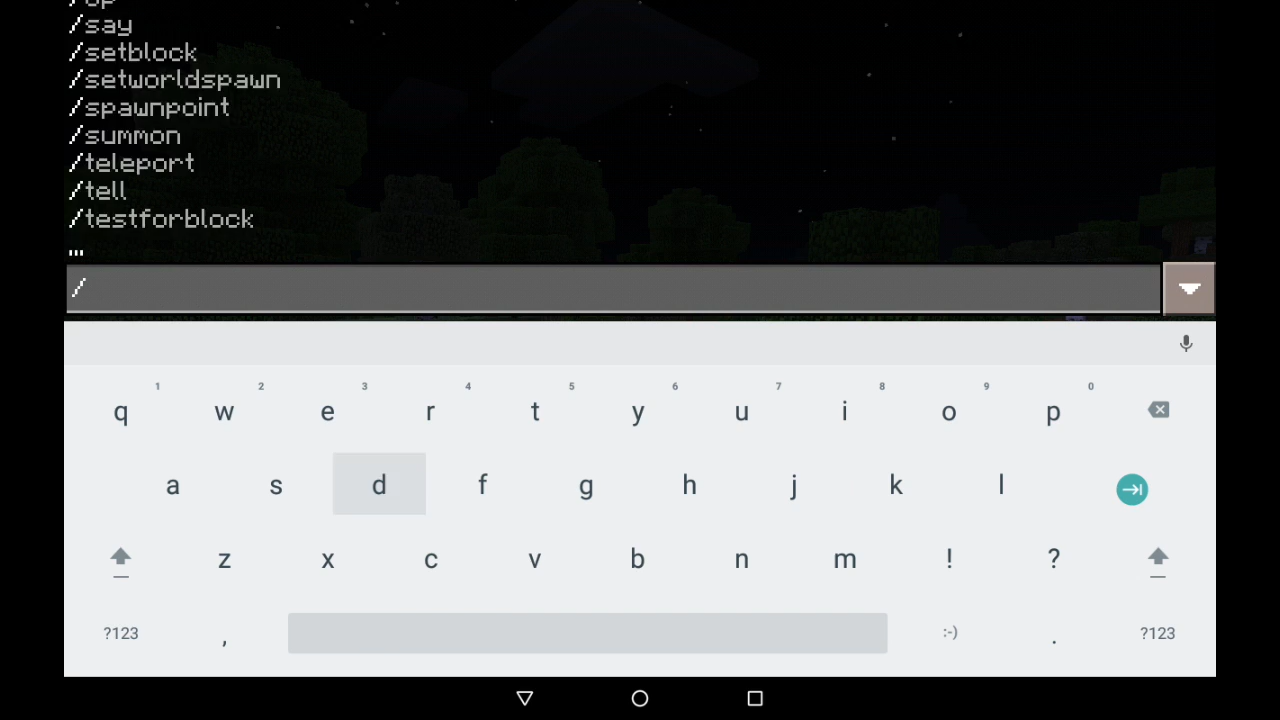 /op
/say
/setblock
/setworldspawn
/spawnpoint
/summon
/teleport
/tell
/testforblock
...
/
1 2 3 4 5 6 7 8 9 0
q w e r t y u i o p
a s d f g h j k l
z x c v b n m ! ?
?123 , :-) . ?123